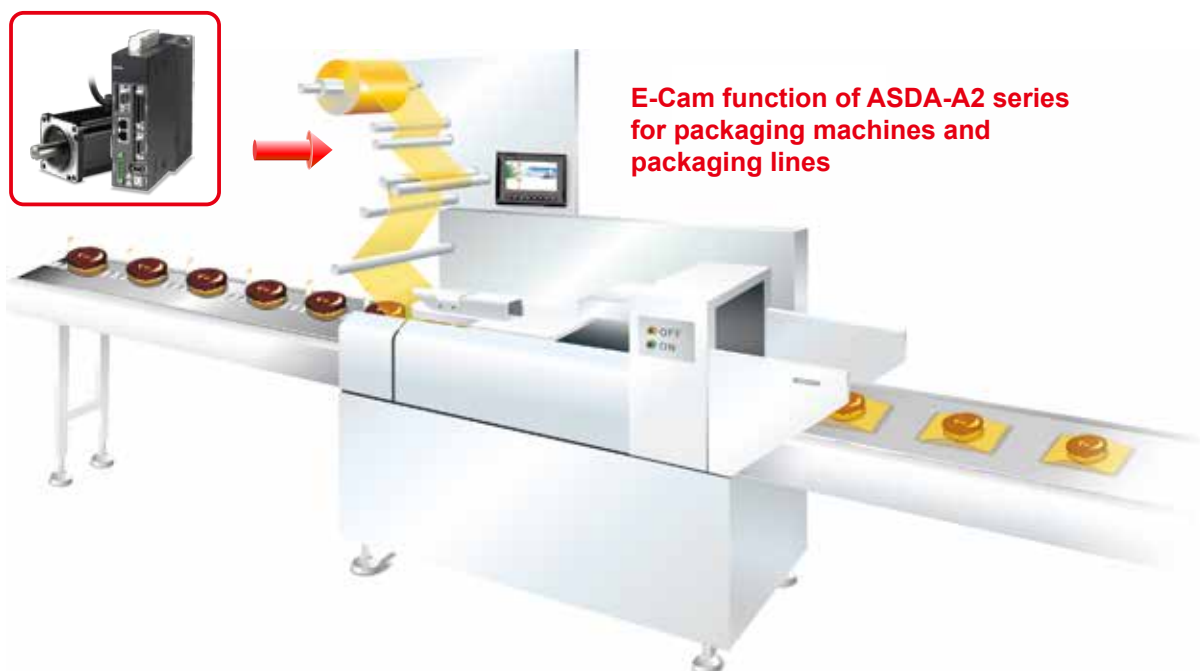 E-Cam function of ASDA-A2 series
for packaging machines and
packaging lines
OFF
ON